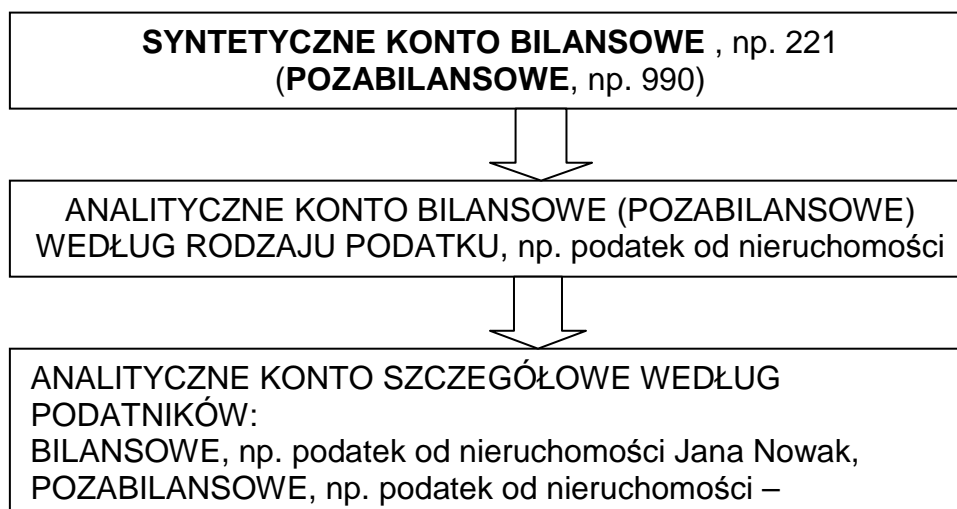 SYNTETYCZNE KONTO BILANSOWE , np. 221
(POZABILANSOWE, np. 990)
ANALITYCZNE KONTO BILANSOWE (POZABILANSOWE)
WEDŁUG RODZAJU PODATKU, np. podatek od nieruchomości
ANALITYCZNE KONTO SZCZEGÓŁOWE WEDŁUG
PODATNIKÓW:
BILANSOWE, np. podatek od nieruchomości Jana Nowak,
POZABILANSOWE, np. podatek od nieruchomości –